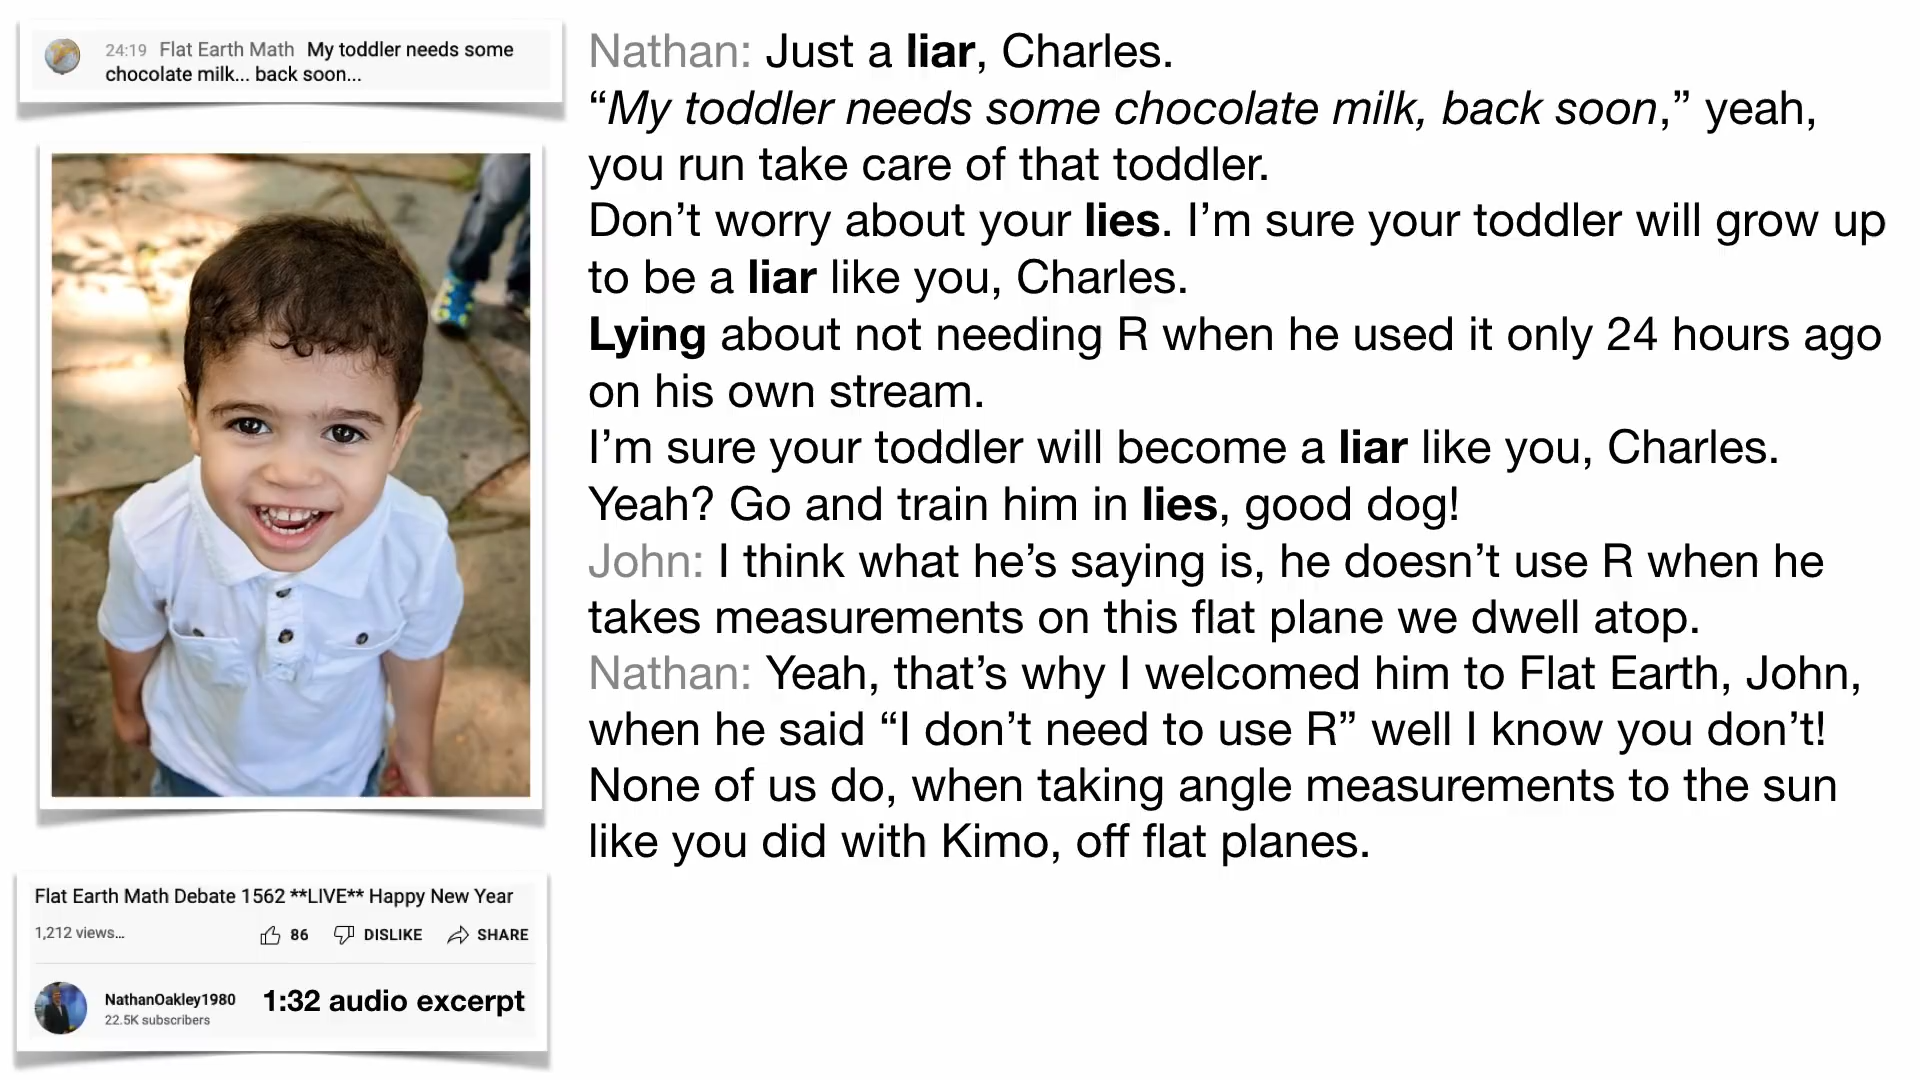 24:19 Flat Earth Math My toddler needs some
chocolate milk... back soon...
Nathan: Just a liar, Charles.
“My toddler needs some chocolate milk, back soon,” yeah,
you run take care of that toddler.
Don’t worry about your lies. I’m sure your toddler will grow up
to be a liar like you, Charles.
Lying about not needing R when he used it only 24 hours ago
on his own stream.
I’m sure your toddler will become a liar like you, Charles.
Yeah? Go and train him in lies, good dog!
John: I think what he’s saying is, he doesn’t use R when he
takes measurements on this flat plane we dwell atop.
Nathan: Yeah, that’s why I welcomed him to Flat Earth, John,
when he said “I don’t need to use R” well I know you don’t!
None of us do, when taking angle measurements to the sun
like you did with Kimo, off flat planes.
Flat Earth Math Debate 1562 **LIVE** Happy New Year
1,212 views...
86 DISLIKE SHARE
NathanOakley1980
22.5K subscribers
1:32 audio excerpt